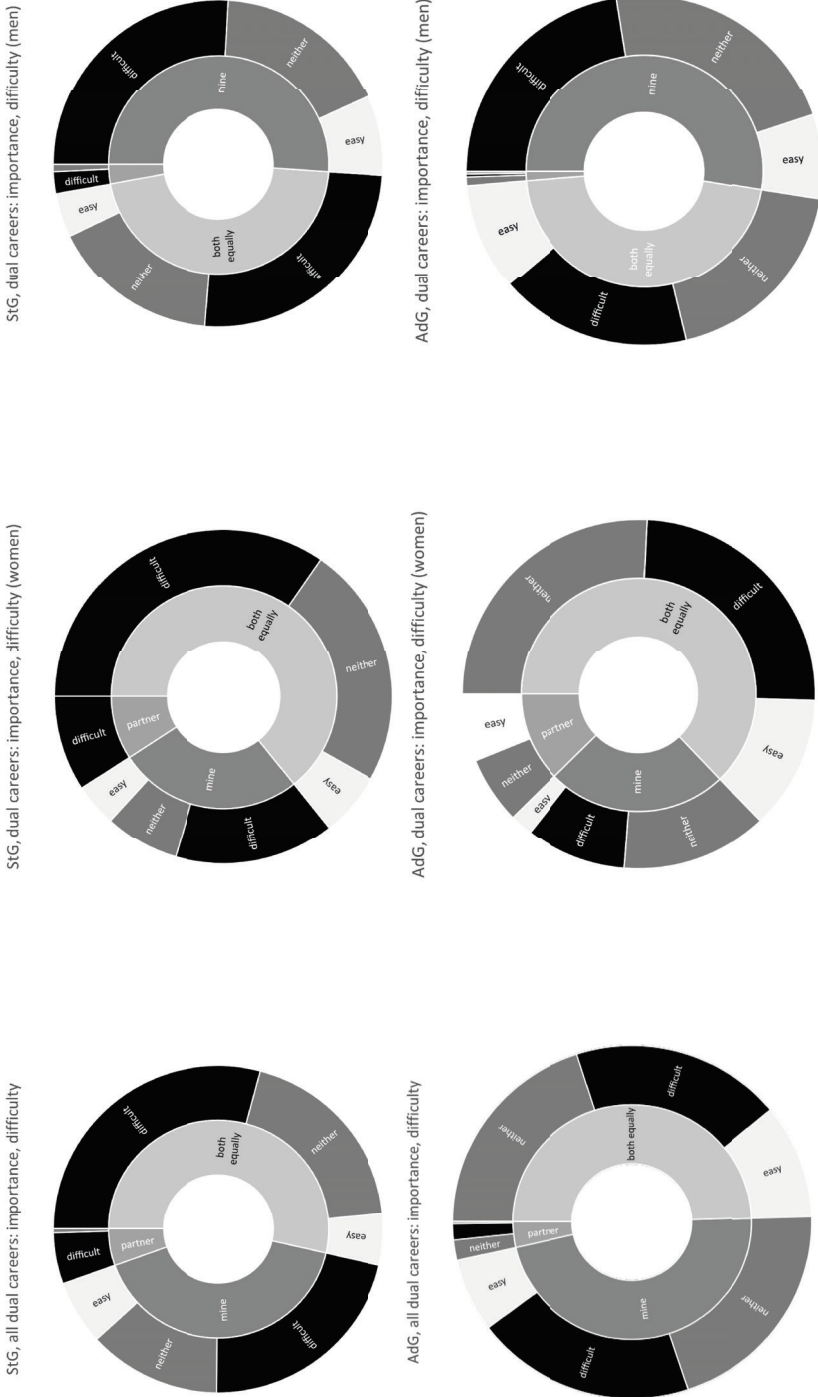 StG, all dual careers: importance, difficulty
difficult
neither
easy
difficult
neither
easy
difficult
both
equally
mine
partner
StG, dual careers: importance, difficulty (women)
difficult
neither
easy
difficult
neither
easy
difficult
both
equally
mine
partner
StG, dual careers: importance, difficulty (men)
difficult
neither
easy
difficult
neither
easy
difficult
mine
both
equally
AdG, all dual careers: importance, difficulty
neither
difficult
easy
neither
difficult
easy
neither
both equally
mine
partner
AdG, dual careers: importance, difficulty (women)
neither
difficult
easy
neither
difficult
easy
neither
easy
both
equally
mine
partner
AdG, dual careers: importance, difficulty (men)
difficult
neither
easy
neither
difficult
easy
mine
both
equally